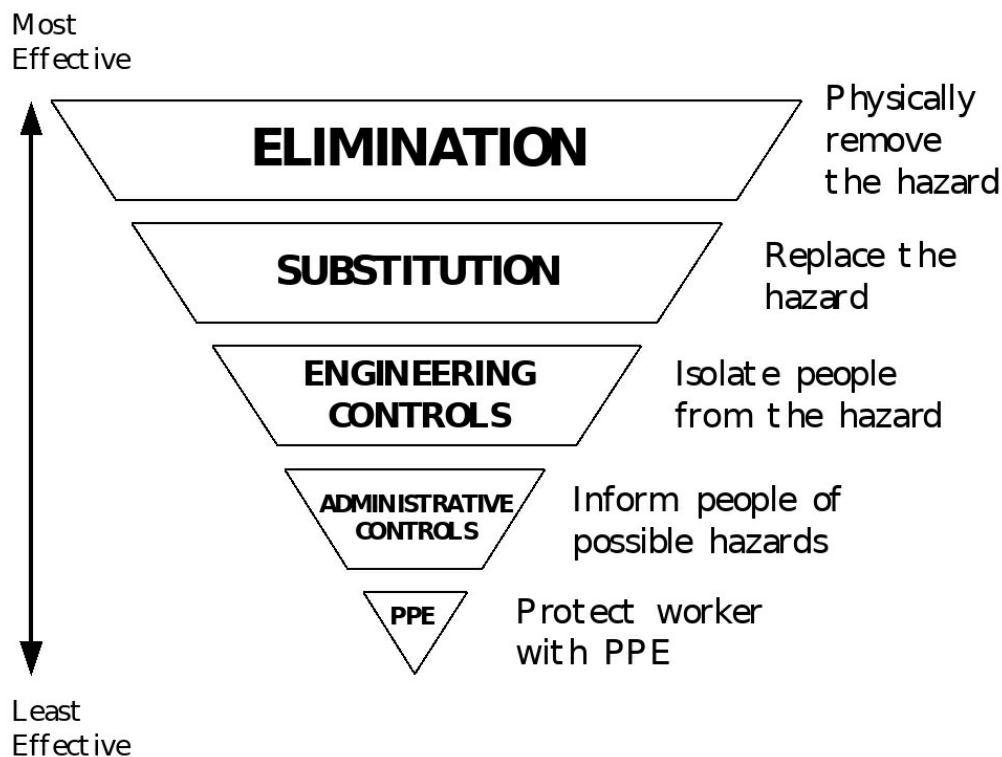 Most
Effective
ELIMINATION
Physically
remove
the hazard
SUBSTITUTION
Replace the
hazard
ENGINEERING
CONTROLS
Isolate people
from the hazard
ADMINISTRATIVE
CONTROLS
Inform people of
possible hazards
PPE
Protect worker
with PPE
Least
Effective